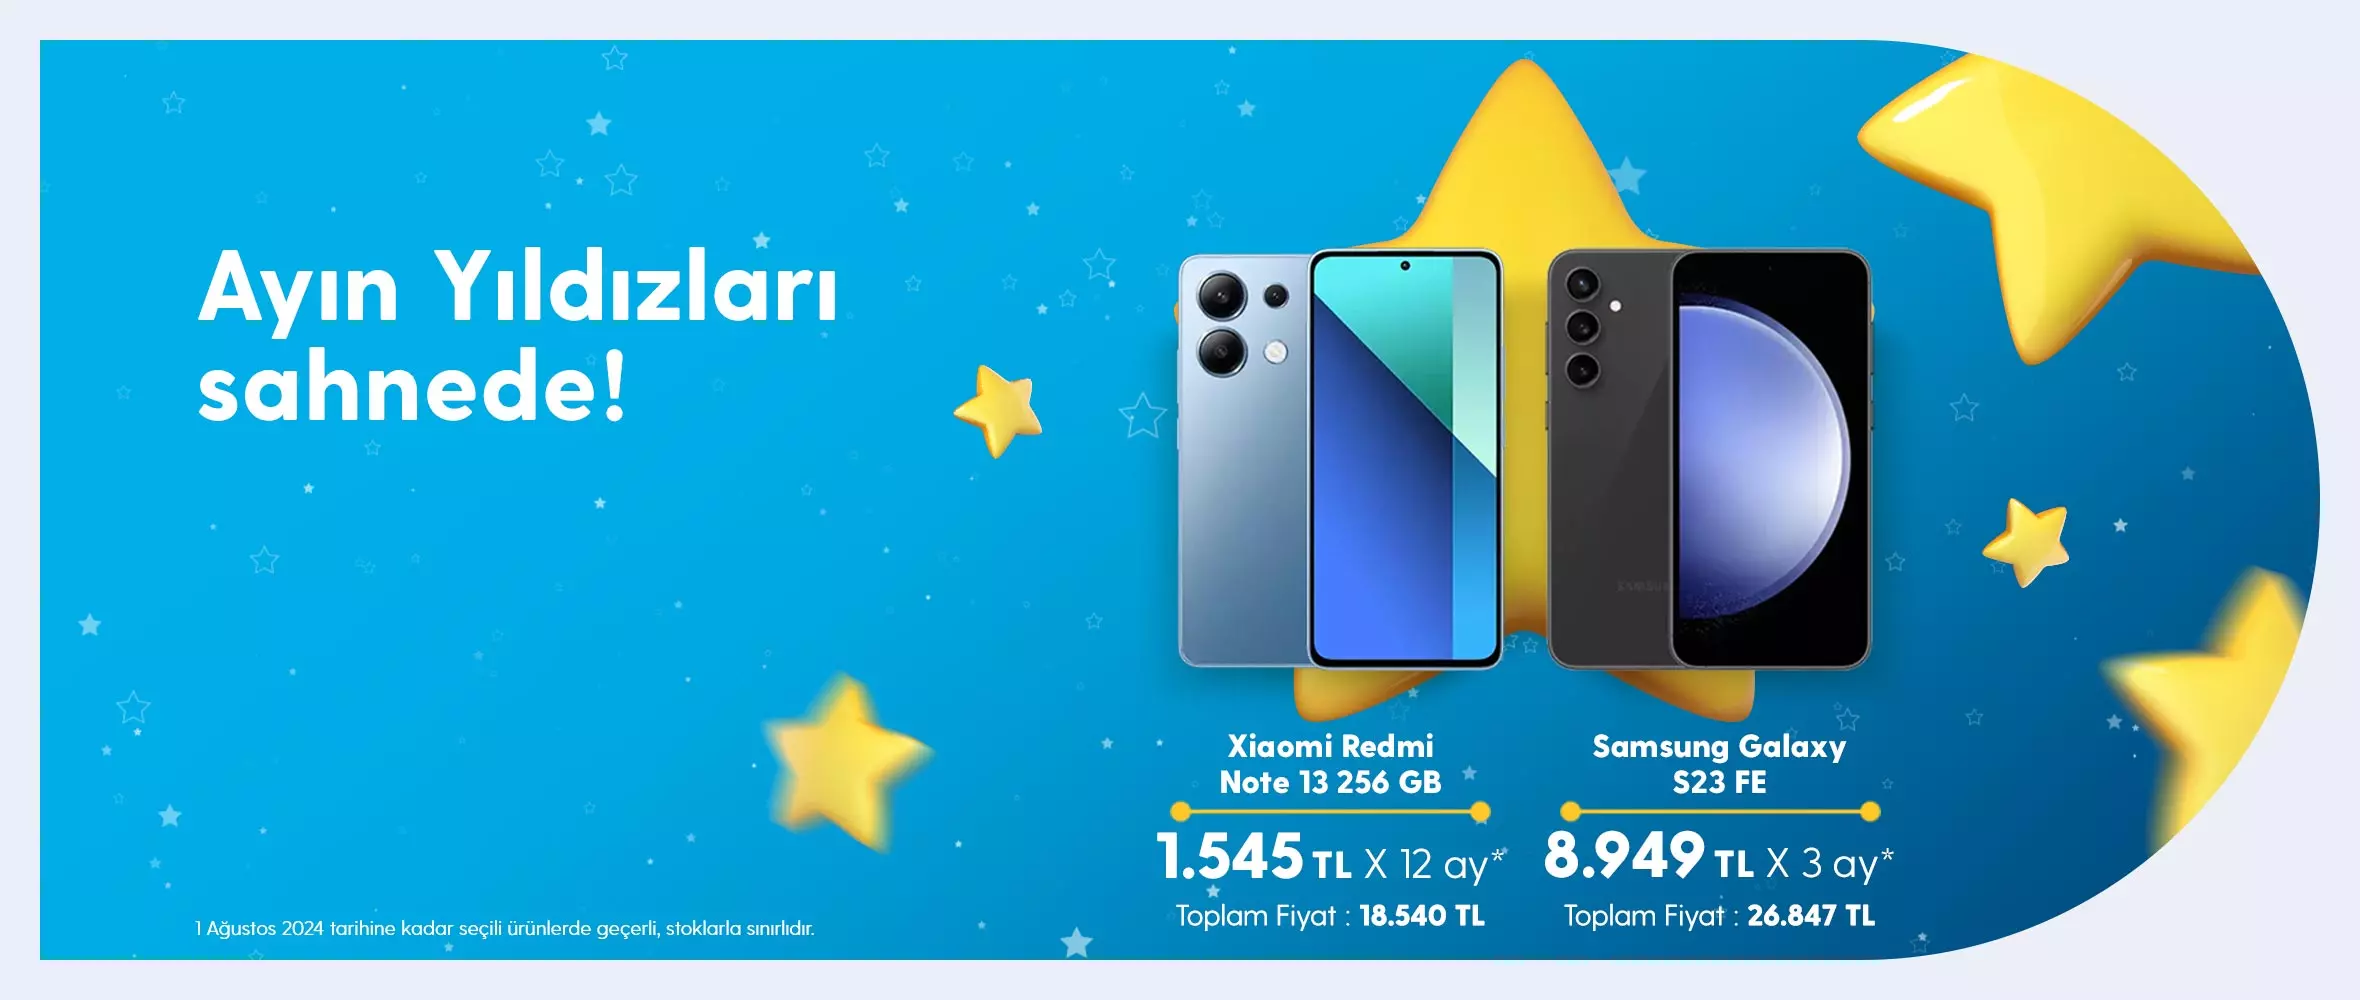 Ayın Yıldızları
sahnede!
Xiaomi Redmi
Note 13 256 GB
1.545 TL X 12 ay*
Toplam Fiyat : 18.540 TL
Samsung Galaxy
S23 FE
8.949 TL X 3 ay*
Toplam Fiyat : 26.847 TL
1 Ağustos 2024 tarihine kadar seçili ürünlerde geçerli, stoklarla sınırlıdır.